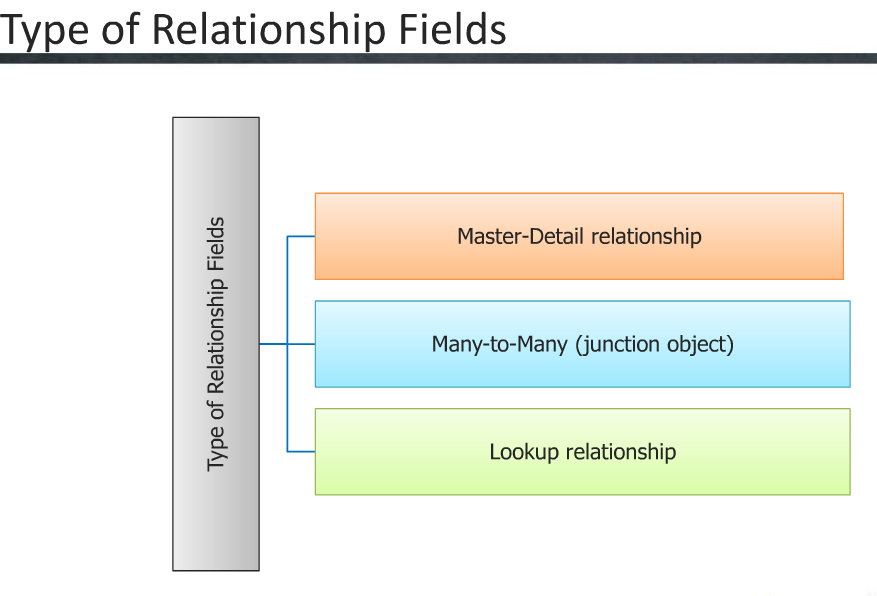 Type of Relationship Fields
Type of Relationship Fields
Master-Detail relationship
Many-to-Many (junction object)
Lookup relationship